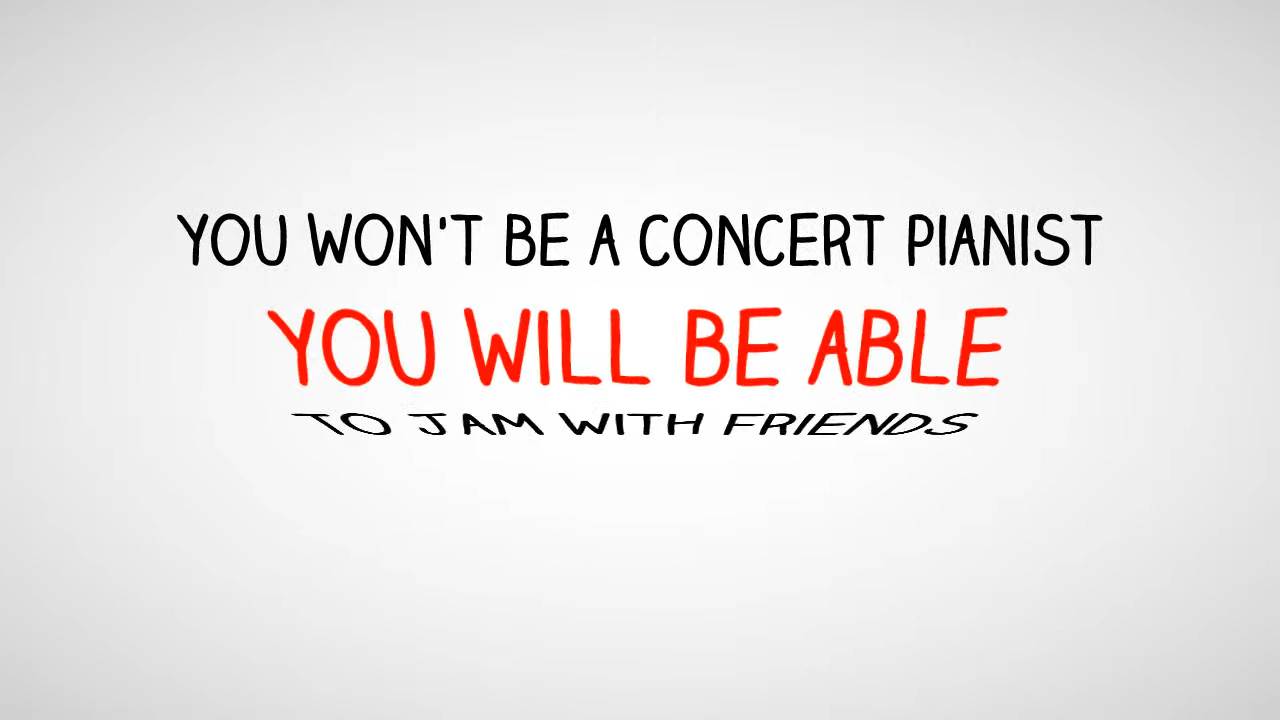 YOU WON'T BE A CONCERT PIANIST
YOU WILL BE ABLE
TO JAM WITH FRIENDS